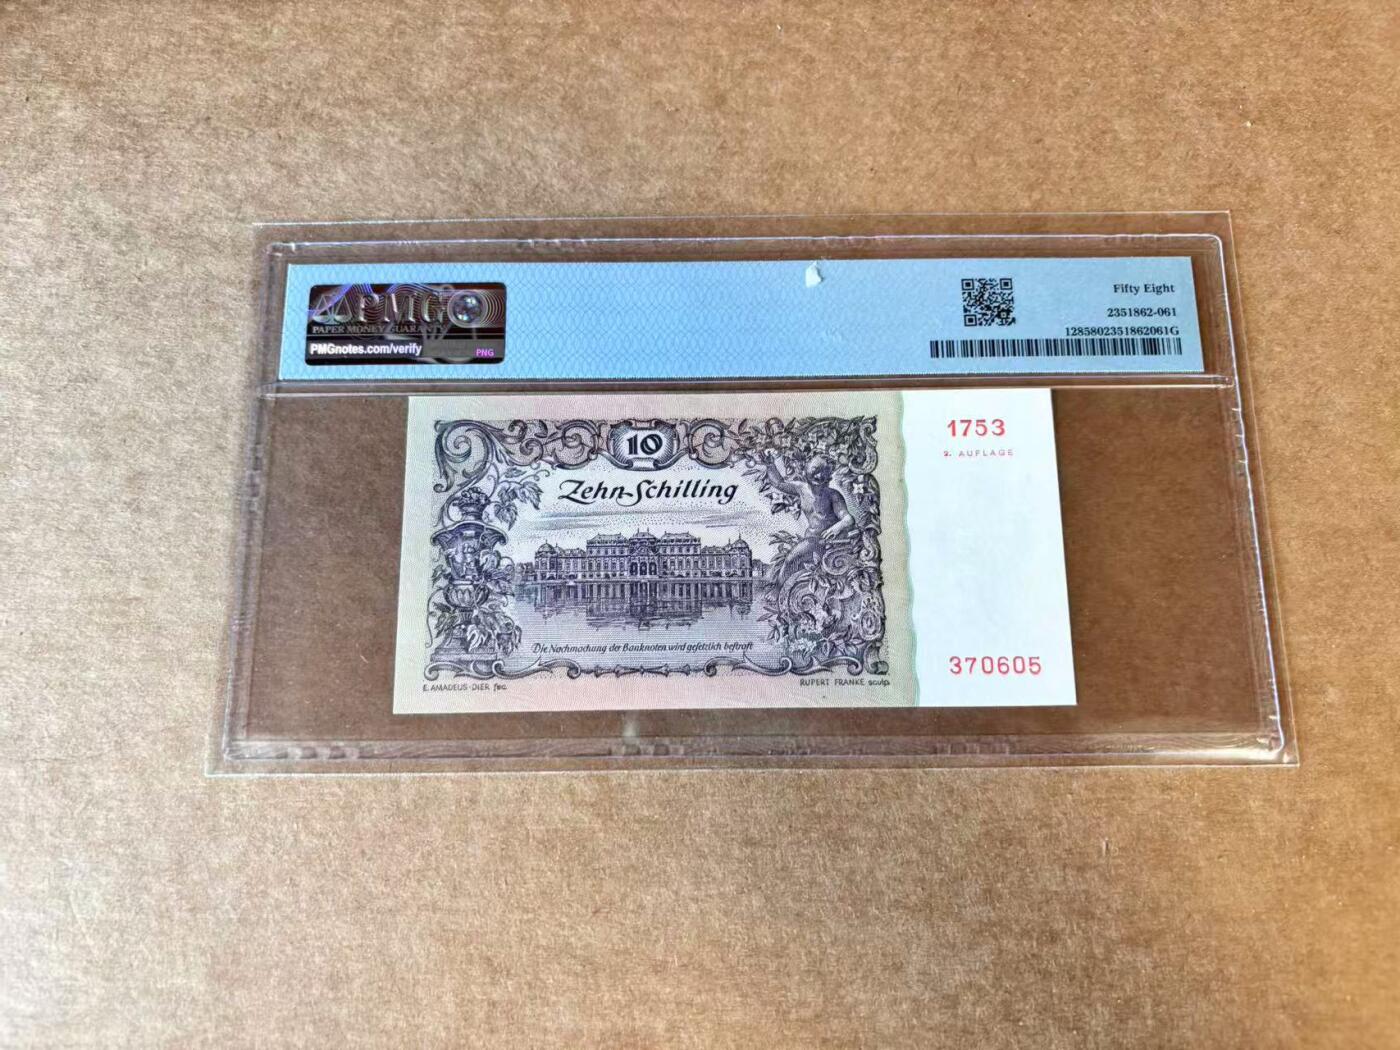 PMG
PAPER MONEY GUARANTY
PMGnotes.com/verify
PNG
Fifty Eight
2351862-061
1285802351862061G
10
Zehn Schilling
Die Nachmachung der Banknoten wird gesetzlich bestraft
E. AMADEUS-DIER fec.
RUPERT FRANKE sculp.
1753
2. AUFLAGE
370605